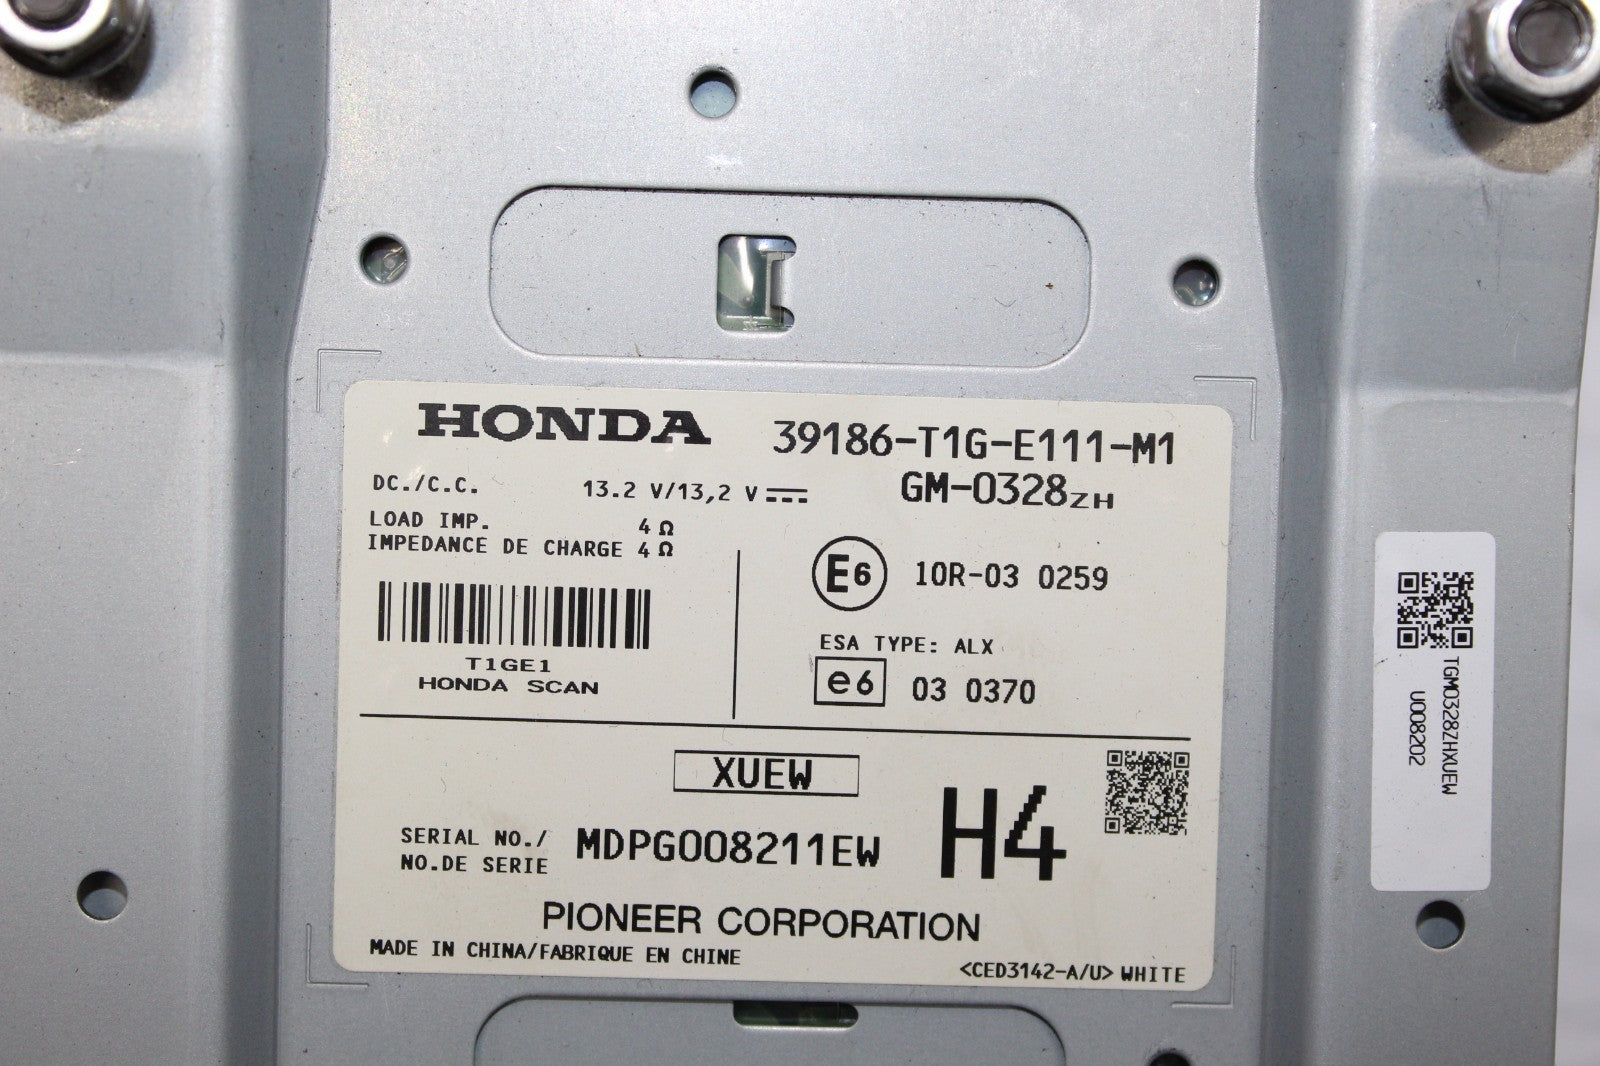 HONDA 39186-T1G-E111-M1
GM-0328ZH
DC./C.C. 13.2 V/13,2 V
LOAD IMP. 4 Ω
IMPEDANCE DE CHARGE 4 Ω
E6 10R-03 0259
ESA TYPE: ALX
e6 03 0370
T1GE1
HONDA SCAN
XUEW
H4
SERIAL NO./
NO.DE SERIE
MDPG008211EW
PIONEER CORPORATION
MADE IN CHINA/FABRIQUE EN CHINE
<CED3142-A/U> WHITE
TGM0328ZHXUEW
U008202